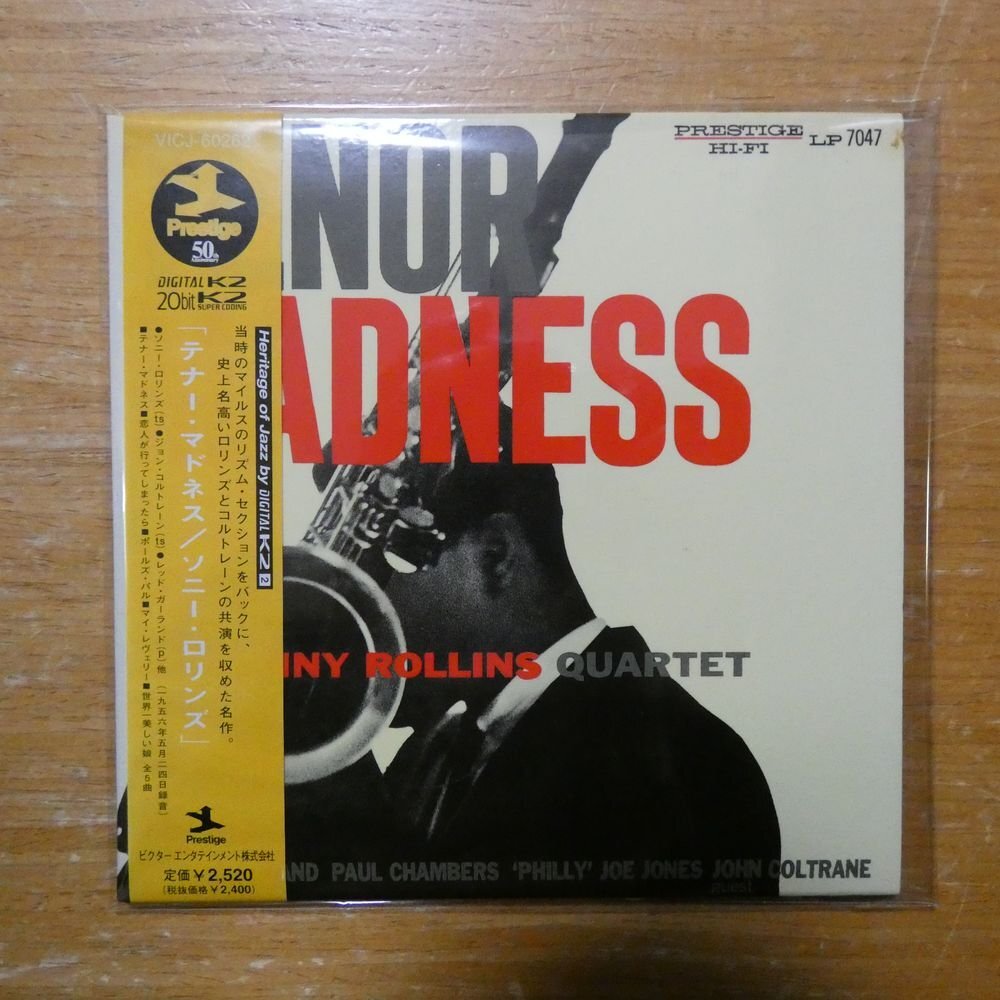 VICJ-60262
Prestige
50th
Anniversary
DIGITAL K2
20bit K2
SUPER CODING
Heritage of Jazz by DIGITAL K2 2
当時のマイルスのリズム・セクションをバックに、
史上名高いロリンズとコルトレーンの共演を収めた名作。
「テナー・マドネス/ソニー・ロリンズ」
●ソニー・ロリンズ(ts)●ジョン・コルトレーン(ts)●レッド・ガーランド(p)他 (一九五六年五月二四日録音)
■テナー・マドネス■恋人が行ってしまったら■ポールズ・パル■マイ・レヴェリー■世界一美しい娘 全5曲
Prestige
ビクター エンタテインメント株式会社
定価¥2,520
(税抜価格¥2,400)
PRESTIGE LP 7047
HI-FI
ENOR
ADNESS
NNY ROLLINS QUARTET
AND PAUL CHAMBERS 'PHILLY' JOE JONES JOHN COLTRANE
guest